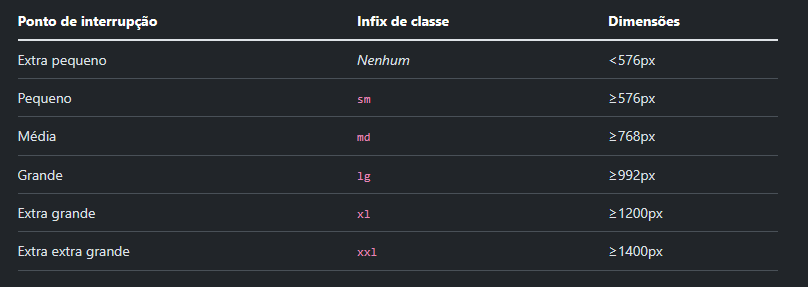 Ponto de interrupção Infix de classe Dimensões
Extra pequeno Nenhum <576px
Pequeno sm ≥576px
Média md ≥768px
Grande lg ≥992px
Extra grande xl ≥1200px
Extra extra grande xxl ≥1400px